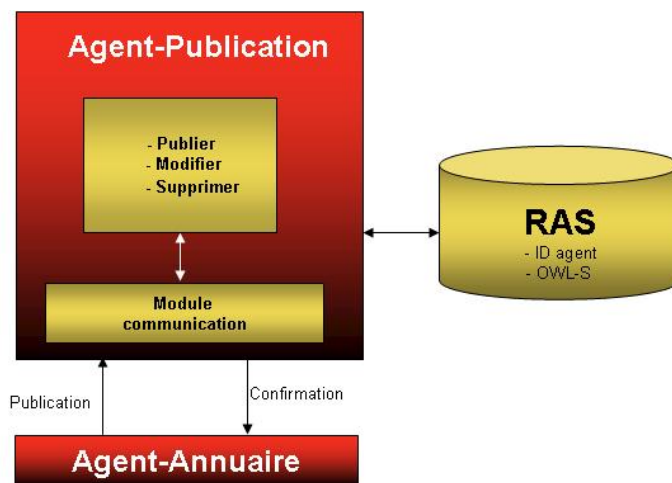 Agent-Publication
- Publier
- Modifier
- Supprimer
Module
communication
RAS
- ID agent
- OWL-S
Publication
Confirmation
Agent-Annuaire